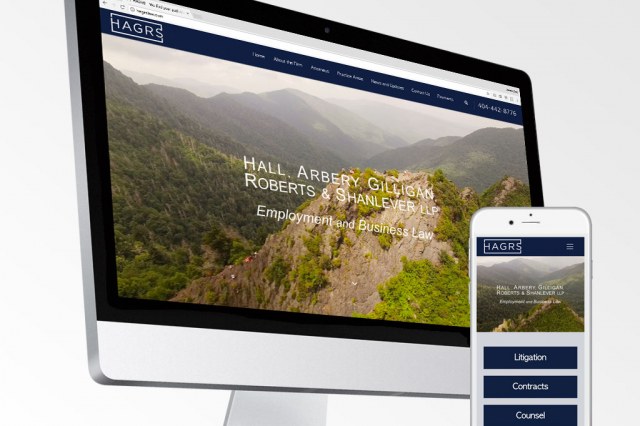 HAGRS
Home About the Firm Attorneys Practice Areas News and Updates Contact Us Payments 404-442-8776
HALL, ARBERY, GILLIGAN,
ROBERTS & SHANLEVER LLP
Employment and Business Law
HAGRS
HALL, ARBERY, GILLIGAN,
ROBERTS & SHANLEVER LLP
Employment and Business Law
Litigation
Contracts
Counsel